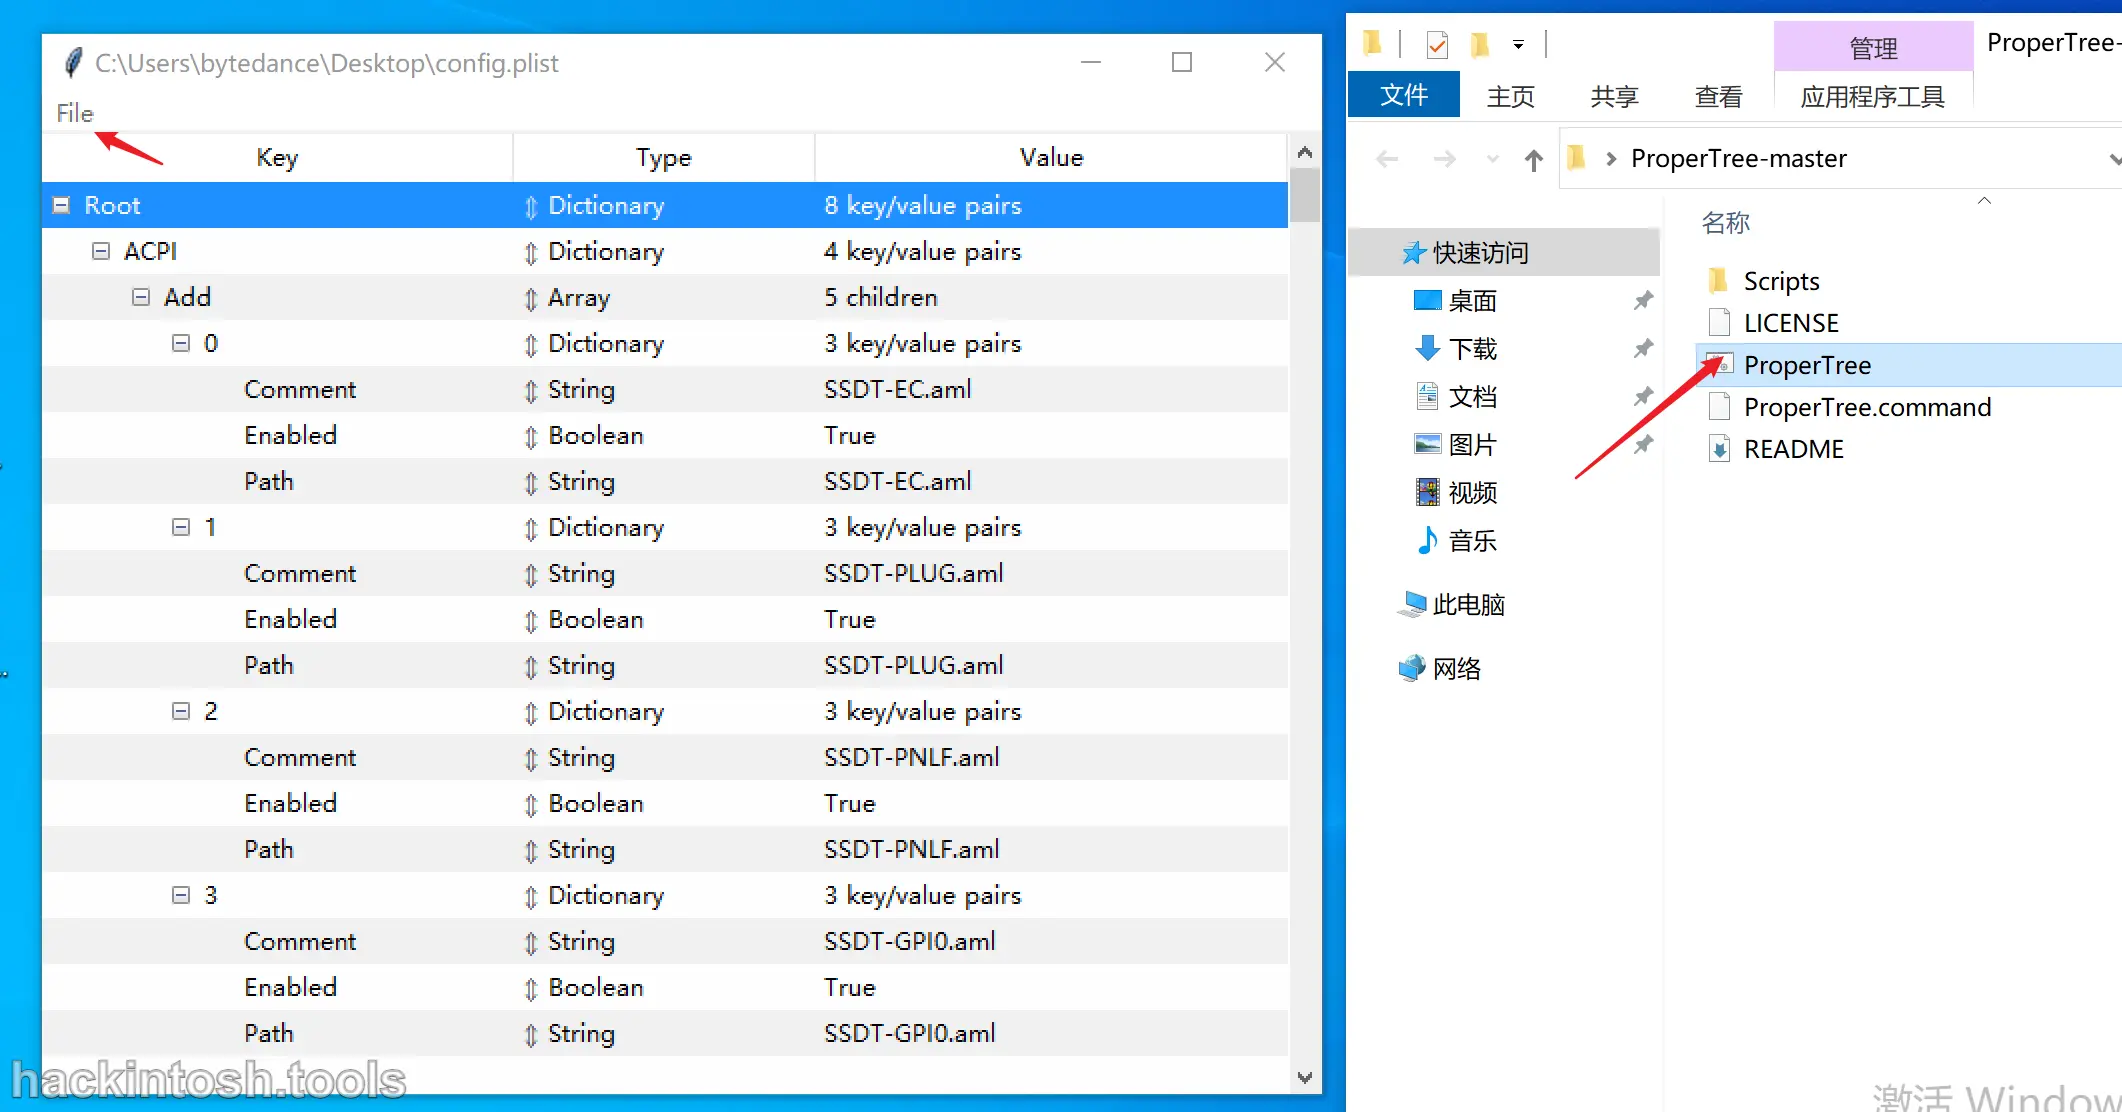 C:\Users\bytedance\Desktop\config.plist
File
Key Type Value
Root Dictionary 8 key/value pairs
ACPI Dictionary 4 key/value pairs
Add Array 5 children
0 Dictionary 3 key/value pairs
Comment String SSDT-EC.aml
Enabled Boolean True
Path String SSDT-EC.aml
1 Dictionary 3 key/value pairs
Comment String SSDT-PLUG.aml
Enabled Boolean True
Path String SSDT-PLUG.aml
2 Dictionary 3 key/value pairs
Comment String SSDT-PNLF.aml
Enabled Boolean True
Path String SSDT-PNLF.aml
3 Dictionary 3 key/value pairs
Comment String SSDT-GPI0.aml
Enabled Boolean True
Path String SSDT-GPI0.aml
hackintosh.tools
管理 ProperTree-
文件 主页 共享 查看 应用程序工具
ProperTree-master
快速访问
桌面
下载
文档
图片
视频
音乐
此电脑
网络
名称
Scripts
LICENSE
ProperTree
ProperTree.command
README
激活 Window